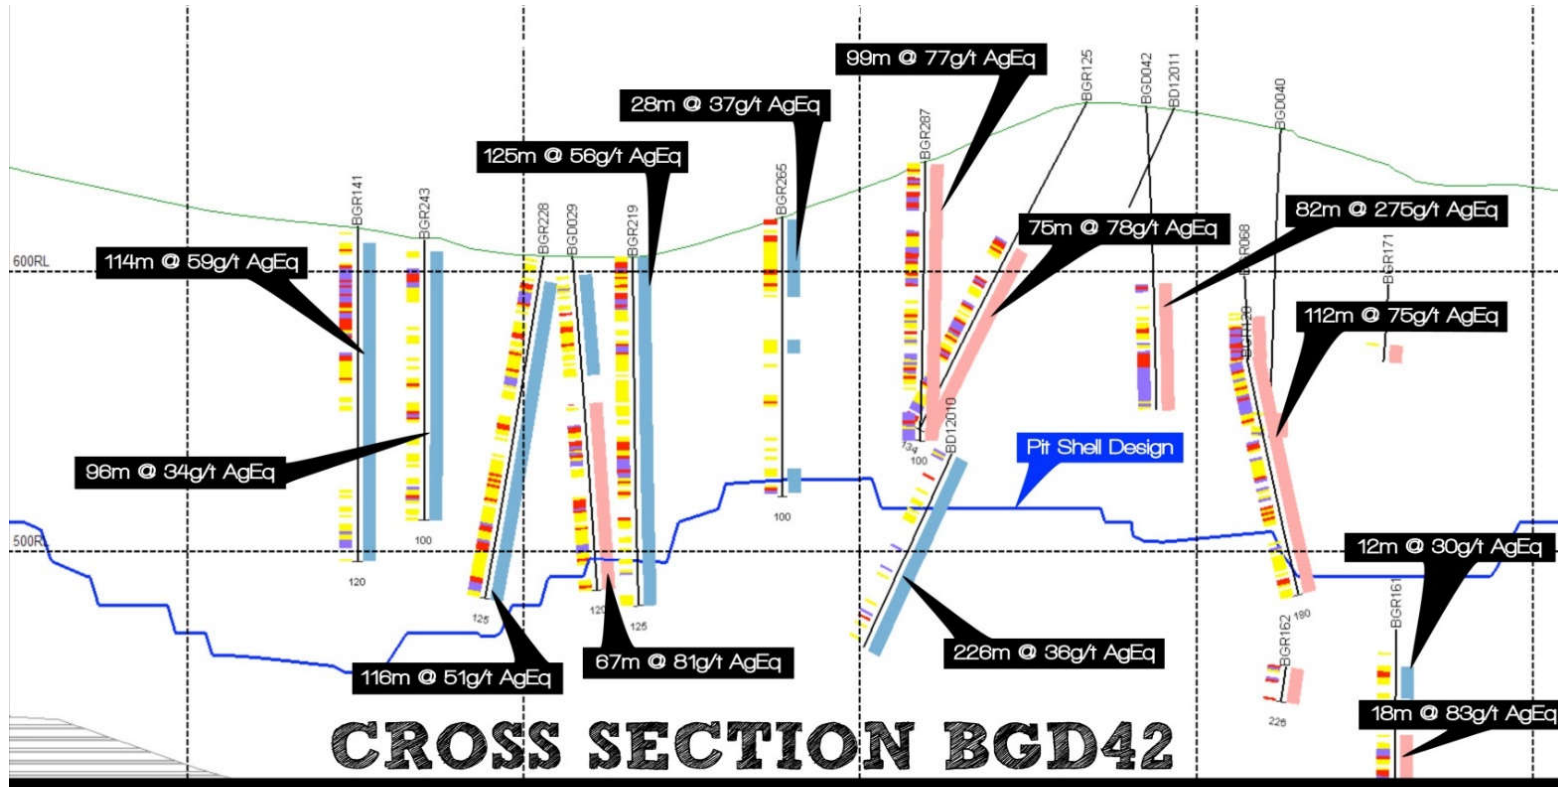 99m @ 77g/t AgEq
28m @ 37g/t AgEq
125m @ 56g/t AgEq
BGR125
BGD042
BD12011
BGD040
BGR287
BGR265
BGR141
BGR243
BGR228
BGD029
BGR219
82m @ 275g/t AgEq
75m @ 78g/t AgEq
BGR068
BGR171
600RL
114m @ 59g/t AgEq
112m @ 75g/t AgEq
BD12010
134
100
Pit Shell Design
96m @ 34g/t AgEq
100
100
500RL
12m @ 30g/t AgEq
120
125
120
125
180
BGR161
BGR162
116m @ 51g/t AgEq
67m @ 81g/t AgEq
226m @ 36g/t AgEq
18m @ 83g/t AgEq
226
CROSS SECTION BGD42